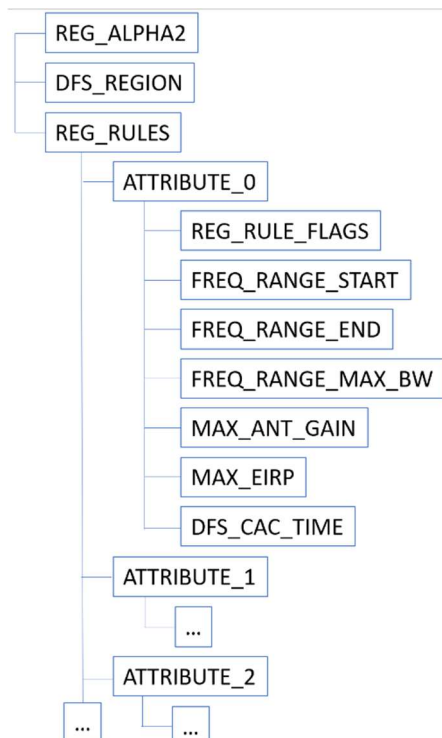 REG_ALPHA2
DFS_REGION
REG_RULES
ATTRIBUTE_0
REG_RULE_FLAGS
FREQ_RANGE_START
FREQ_RANGE_END
FREQ_RANGE_MAX_BW
MAX_ANT_GAIN
MAX_EIRP
DFS_CAC_TIME
ATTRIBUTE_1
...
ATTRIBUTE_2
... ...